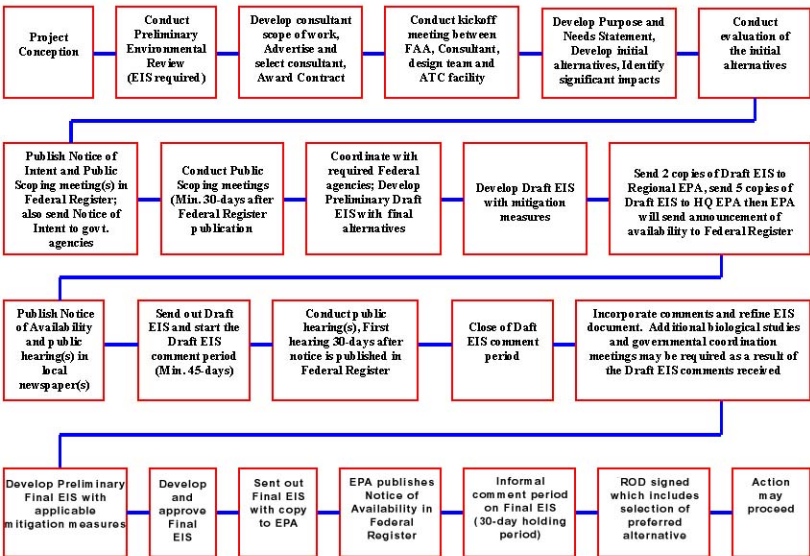 Project
Conception
Conduct
Preliminary
Environmental
Review
(EIS required)
Develop consultant
scope of work,
Advertise and
select consultant,
Award Contract
Conduct kickoff
meeting between
FAA, Consultant,
design team and
ATC facility
Develop Purpose and
Needs Statement,
Develop initial
alternatives, Identify
significant impacts
Conduct
evaluation of
the initial
alternatives
Publish Notice of
Intent and Public
Scoping meeting(s) in
Federal Register;
also send Notice of
Intent to govt.
agencies
Conduct Public
Scoping meetings
(Min. 30-days after
Federal Register
publication
Coordinate with
required Federal
agencies; Develop
Preliminary Draft
EIS with final
alternatives
Develop Draft EIS
with mitigation
measures
Send 2 copies of Draft EIS to
Regional EPA, send 5 copies of
Draft EIS to HQ EPA then EPA
will send announcement of
availability to Federal Register
Publish Notice
of Availability
and public
hearing(s) in
local
newspaper(s)
Send out Draft
EIS and start the
Draft EIS
comment period
(Min. 45-days)
Conduct public
hearing(s), First
hearing 30-days after
notice is published in
Federal Register
Close of Daft
EIS comment
period
Incorporate comments and refine EIS
document. Additional biological studies
and governmental coordination
meetings may be required as a result of
the Draft EIS comments received
Develop Preliminary
Final EIS with
applicable
mitigation measures
Develop
and
approve
Final
EIS
Sent out
Final EIS
with copy
to EPA
EPA publishes
Notice of
Availability in
Federal
Register
Informal
comment period
on Final EIS
(30-day holding
period)
ROD signed
which includes
selection of
preferred
alternative
Action
may
proceed